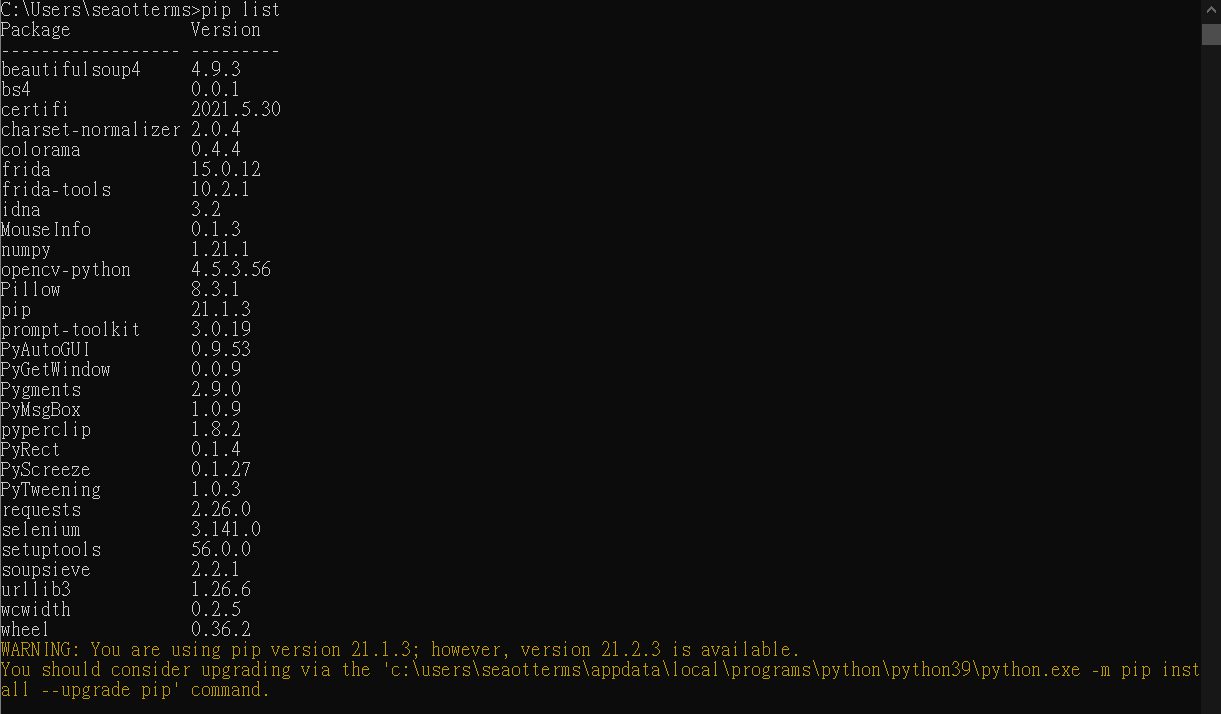 C:\Users\seaotterms>pip list
Package            Version
------------------ ---------
beautifulsoup4     4.9.3
bs4                0.0.1
certifi            2021.5.30
charset-normalizer 2.0.4
colorama           0.4.4
frida              15.0.12
frida-tools        10.2.1
idna               3.2
MouseInfo          0.1.3
numpy              1.21.1
opencv-python      4.5.3.56
Pillow             8.3.1
pip                21.1.3
prompt-toolkit     3.0.19
PyAutoGUI          0.9.53
PyGetWindow        0.0.9
Pygments           2.9.0
PyMsgBox           1.0.9
pyperclip          1.8.2
PyRect             0.1.4
PyScreeze          0.1.27
PyTweening         1.0.3
requests           2.26.0
selenium           3.141.0
setuptools         56.0.0
soupsieve          2.2.1
urllib3            1.26.6
wcwidth            0.2.5
wheel              0.36.2
WARNING: You are using pip version 21.1.3; however, version 21.2.3 is available.
You should consider upgrading via the 'c:\users\seaotterms\appdata\local\programs\python\python39\python.exe -m pip inst
all --upgrade pip' command.